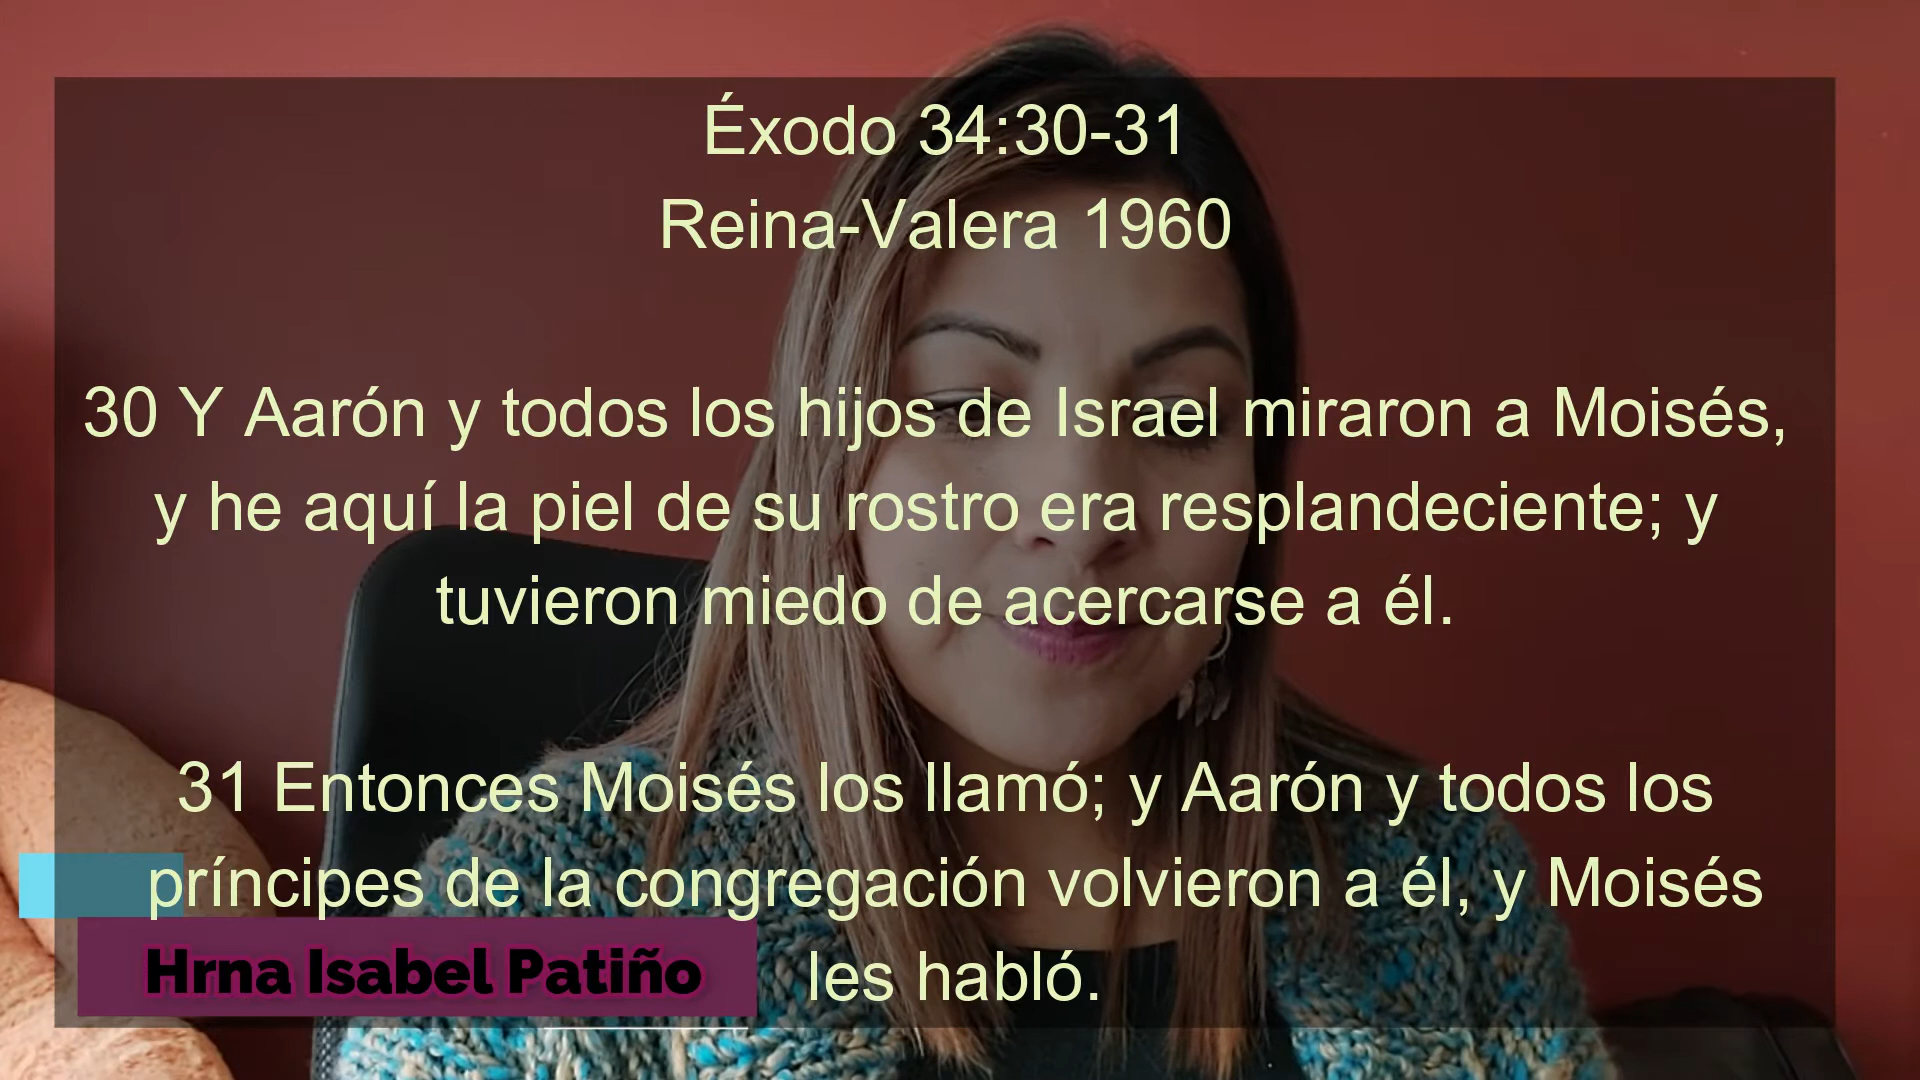 Éxodo 34:30-31
Reina-Valera 1960
30 Y Aarón y todos los hijos de Israel miraron a Moisés,
y he aquí la piel de su rostro era resplandeciente; y
tuvieron miedo de acercarse a él.
31 Entonces Moisés los llamó; y Aarón y todos los
príncipes de la congregación volvieron a él, y Moisés
les habló.
Hrna Isabel Patiño